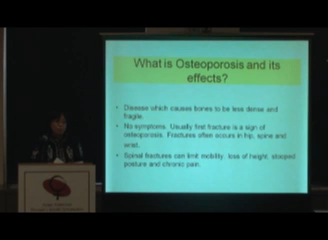 What is Osteoporosis and its
effects?
• Disease which causes bones to be less dense and
fragile.
• No symptoms. Usually first fracture is a sign of
osteoporosis. Fractures often occurs in hip, spine and
wrist.
• Spinal fractures can limit mobility, loss of height, stooped
posture and chronic pain.